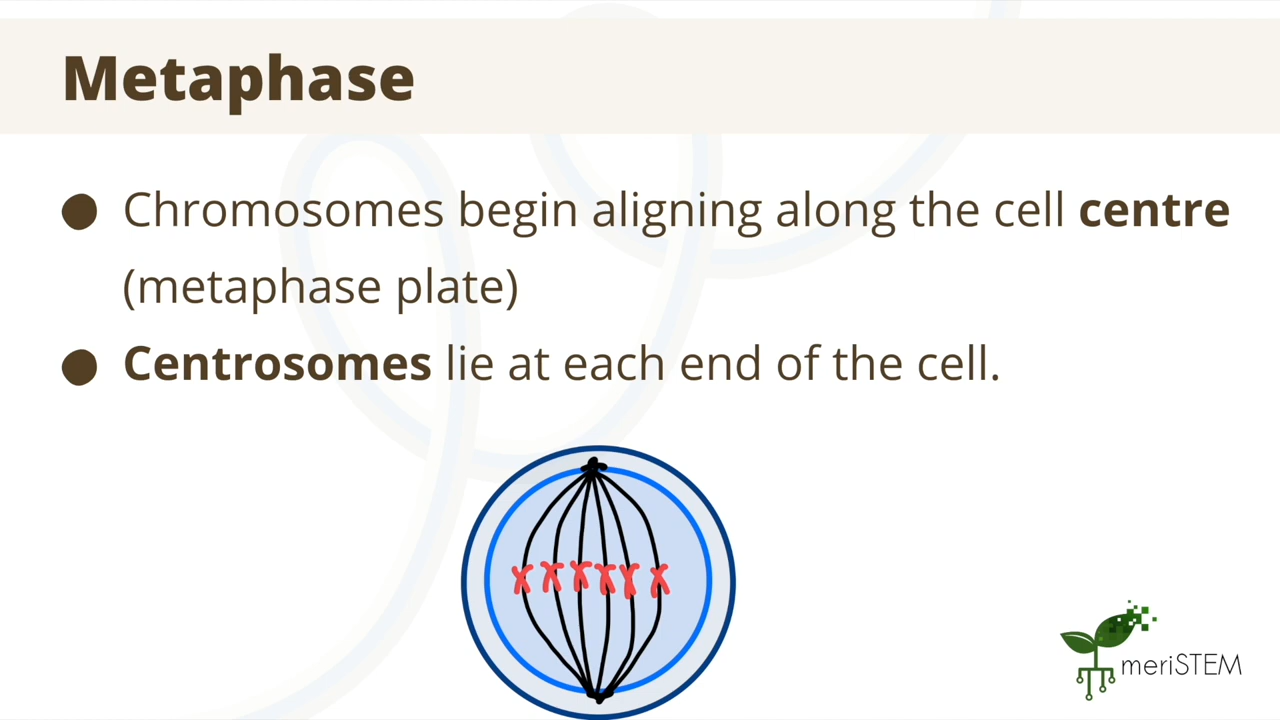 Metaphase
Chromosomes begin aligning along the cell centre
(metaphase plate)
Centrosomes lie at each end of the cell.
meriSTEM